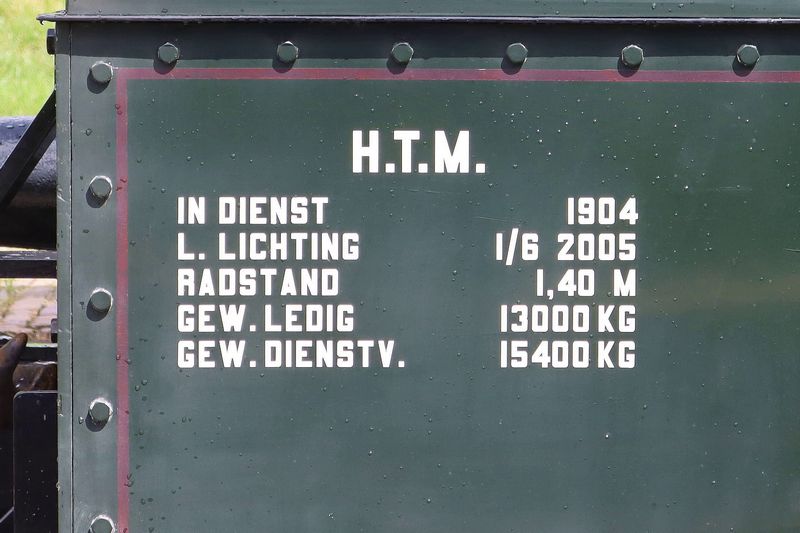 H.T.M.
IN DIENST 1904
L. LICHTING 1/6 2005
RADSTAND 1,40 M
GEW. LEDIG 13000 KG
GEW. DIENSTV. 15400 KG